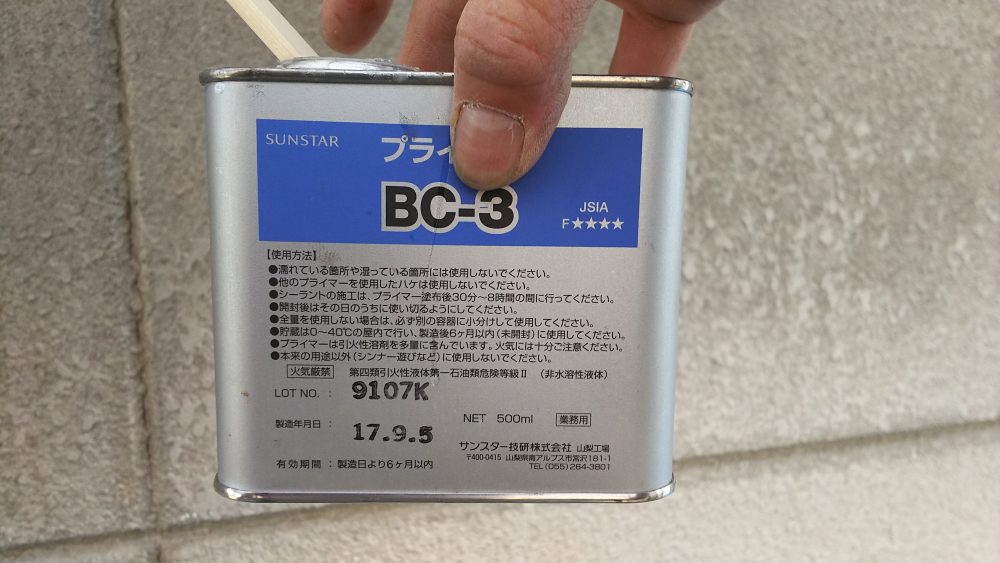 SUNSTAR
プライ
BC-3
JSIA
F★★★★
【使用方法】
●濡れている箇所や湿っている箇所には使用しないでください。
●他のプライマーを使用したハケは使用しないでください。
●シーラントの施工は、プライマー塗布後30分～8時間の間に行ってください。
●開封後はその日のうちに使い切るようにしてください。
●全量を使用しない場合は、必ず別の容器に小分けして使用してください。
●貯蔵は0～40℃の屋内で行い、製造後6ヶ月以内（未開封）に使用してください。
●プライマーは引火性溶剤を多量に含んでいます。火気には十分ご注意ください。
●本来の用途以外（シンナー遊びなど）に使用しないでください。
火気厳禁 第四類引火性液体第一石油類危険等級Ⅱ （非水溶性液体）
LOT NO. : 9107K
NET 500ml 業務用
製造年月日 : 17.9.5
サンスター技研株式会社 山梨工場
〒400-0415 山梨県南アルプス市宮沢181-1
TEL (055) 284-3801
有効期間 : 製造日より6ヶ月以内